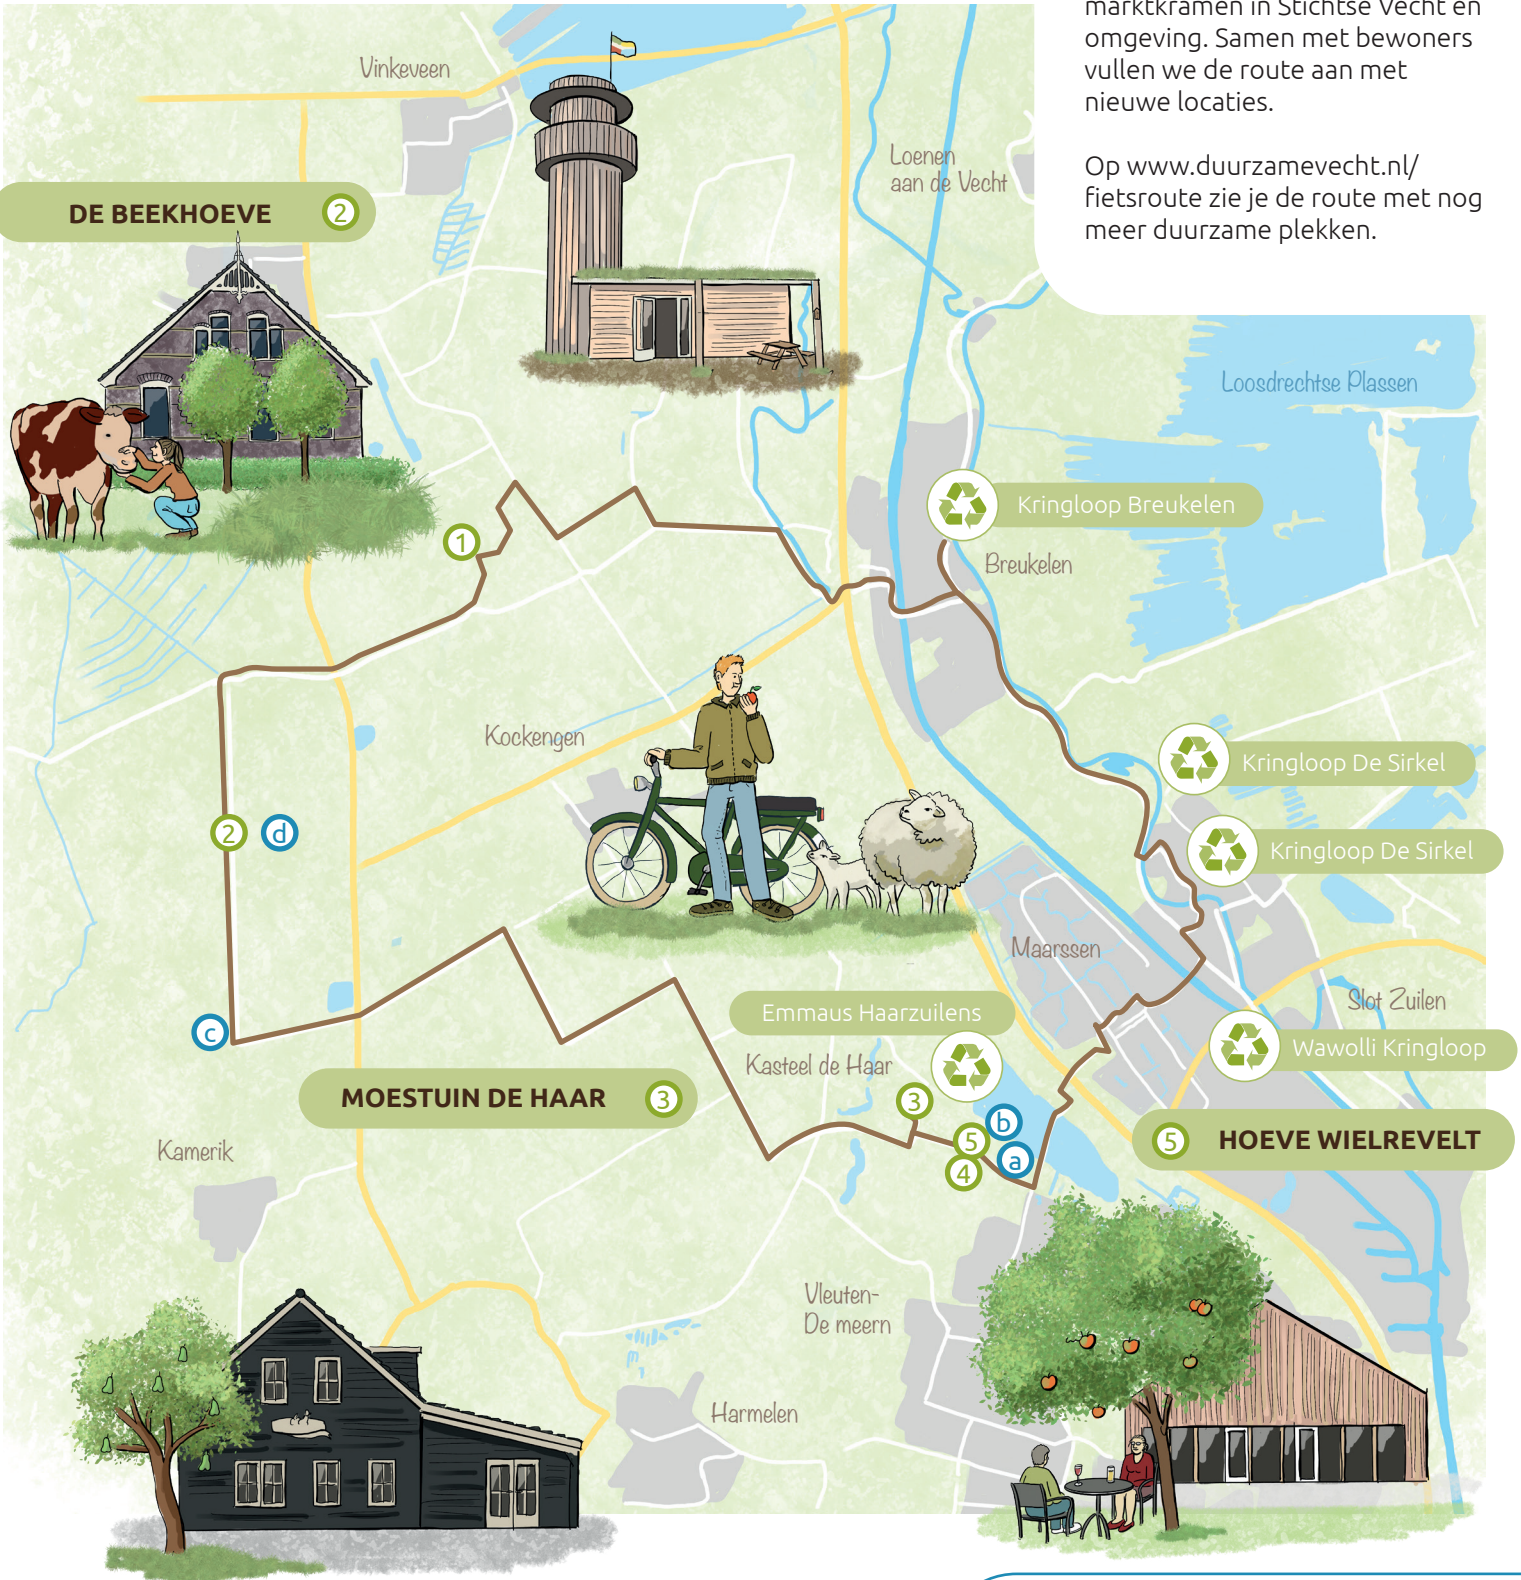 marktkramen in Stichtse Vecht en
omgeving. Samen met bewoners
vullen we de route aan met
nieuwe locaties.
Op www.duurzamevecht.nl/
fietsroute zie je de route met nog
meer duurzame plekken.
Vinkeveen
Loenen
aan de Vecht
DE BEEKHOEVE 2
Loosdrechtse Plassen
Kringloop Breukelen
1
Breukelen
Kockengen
Kringloop De Sirkel
2 d
Kringloop De Sirkel
Maarssen
Slot Zuilen
Emmaus Haarzuilens
c
Wawolli Kringloop
Kasteel de Haar
MOESTUIN DE HAAR 3
3
b
5
a
4
5 HOEVE WIELREVELT
Kamerik
Vleuten-
De meern
Harmelen